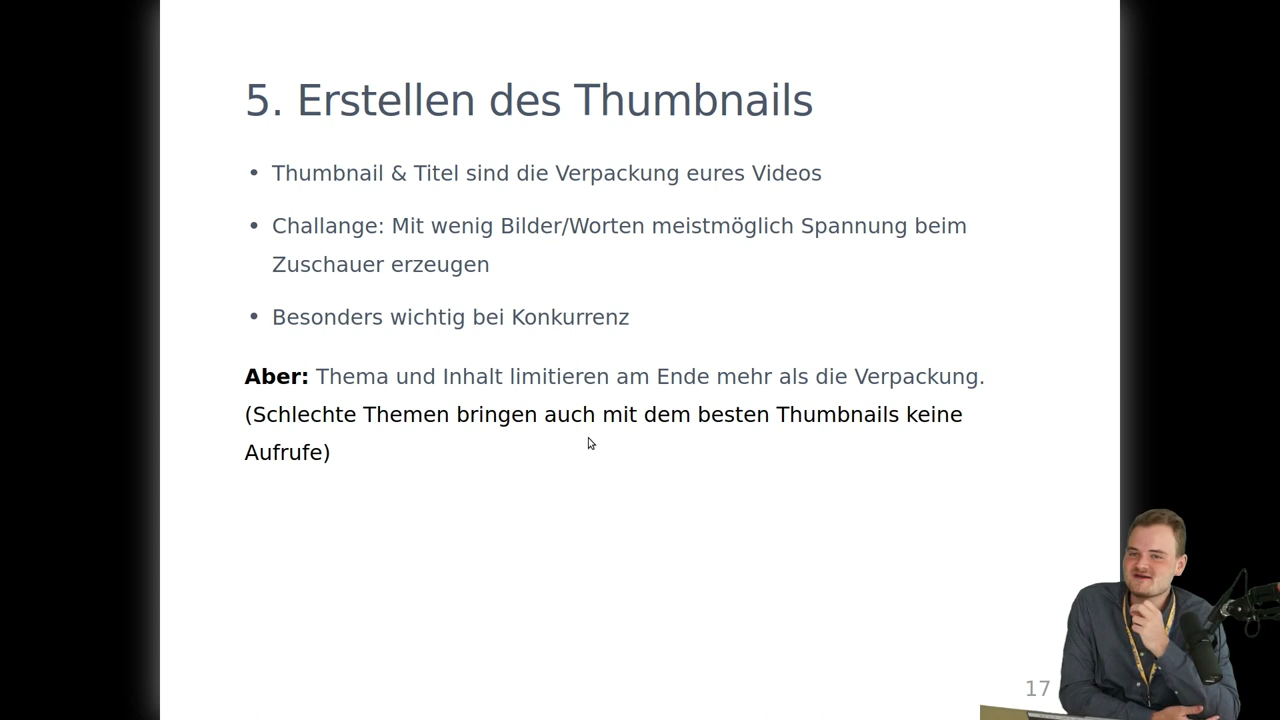 5. Erstellen des Thumbnails
• Thumbnail & Titel sind die Verpackung eures Videos
• Challange: Mit wenig Bilder/Worten meistmöglich Spannung beim
Zuschauer erzeugen
• Besonders wichtig bei Konkurrenz
Aber: Thema und Inhalt limitieren am Ende mehr als die Verpackung.
(Schlechte Themen bringen auch mit dem besten Thumbnails keine
Aufrufe)
17